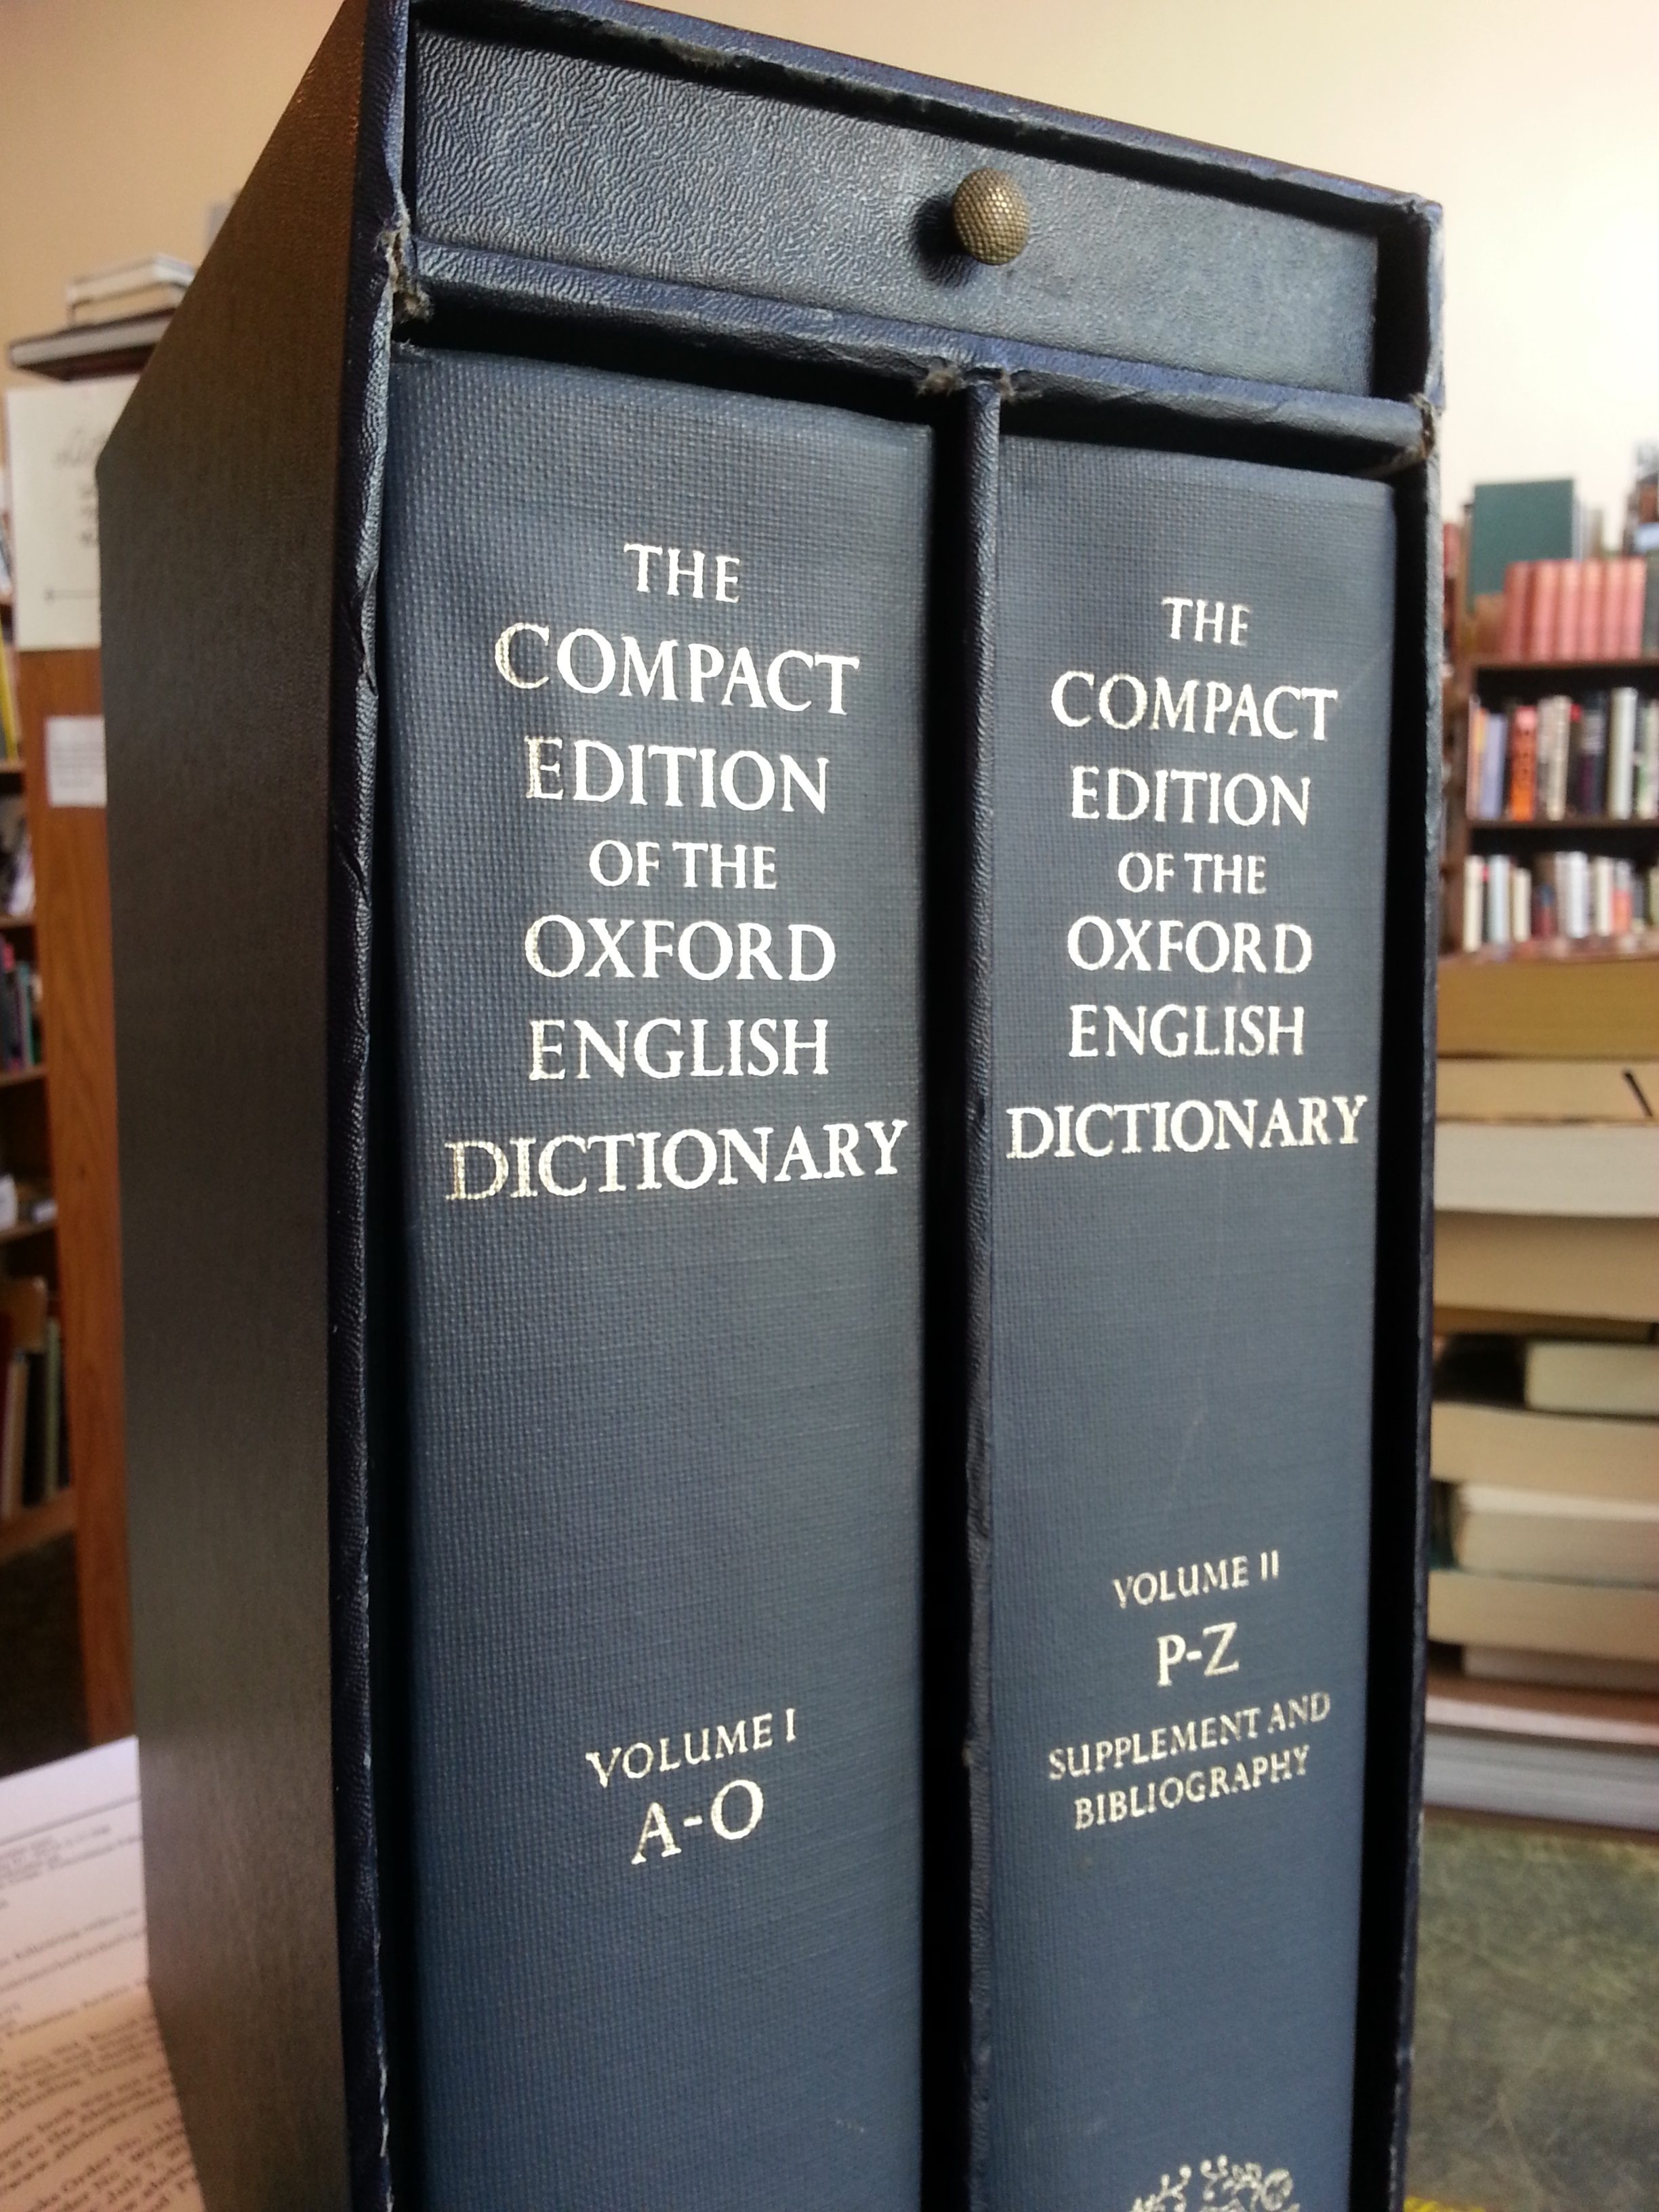 THE
COMPACT
EDITION
OF THE
OXFORD
ENGLISH
DICTIONARY
VOLUME I
A-O
THE
COMPACT
EDITION
OF THE
OXFORD
ENGLISH
DICTIONARY
VOLUME II
P-Z
SUPPLEMENT AND
BIBLIOGRAPHY